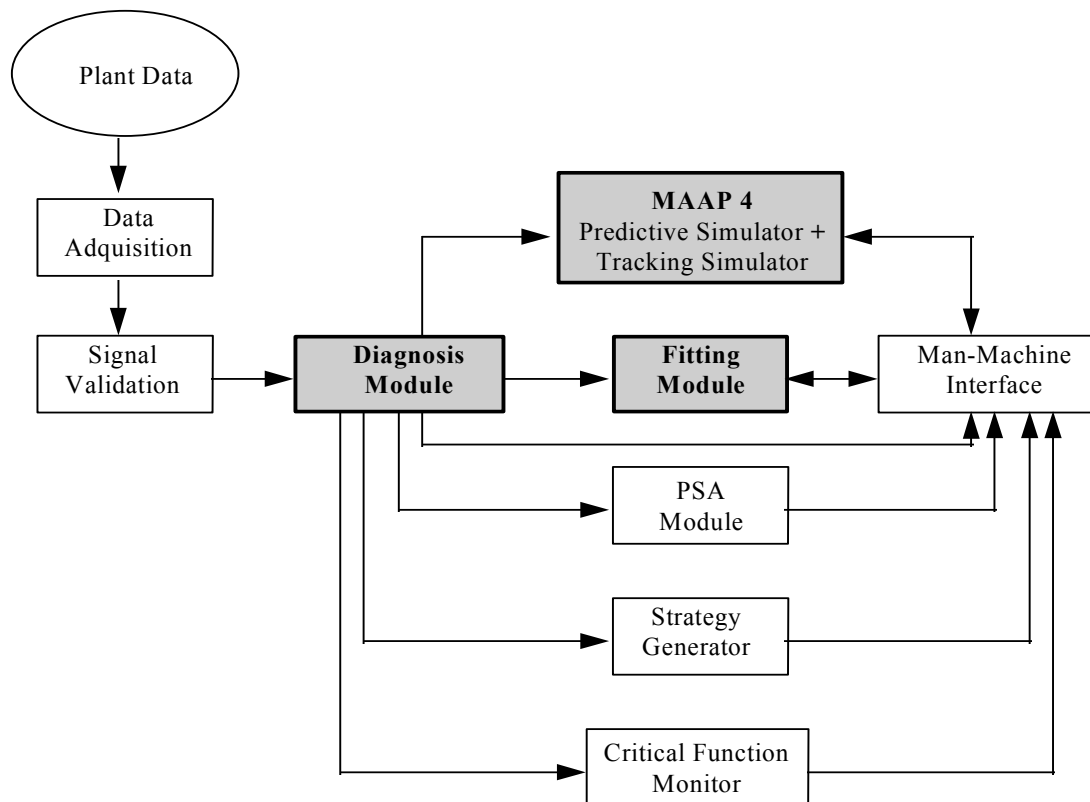 Plant Data
Data
Adquisition
Signal
Validation
MAAP 4
Predictive Simulator +
Tracking Simulator
Diagnosis
Module
Fitting
Module
Man-Machine
Interface
PSA
Module
Strategy
Generator
Critical Function
Monitor